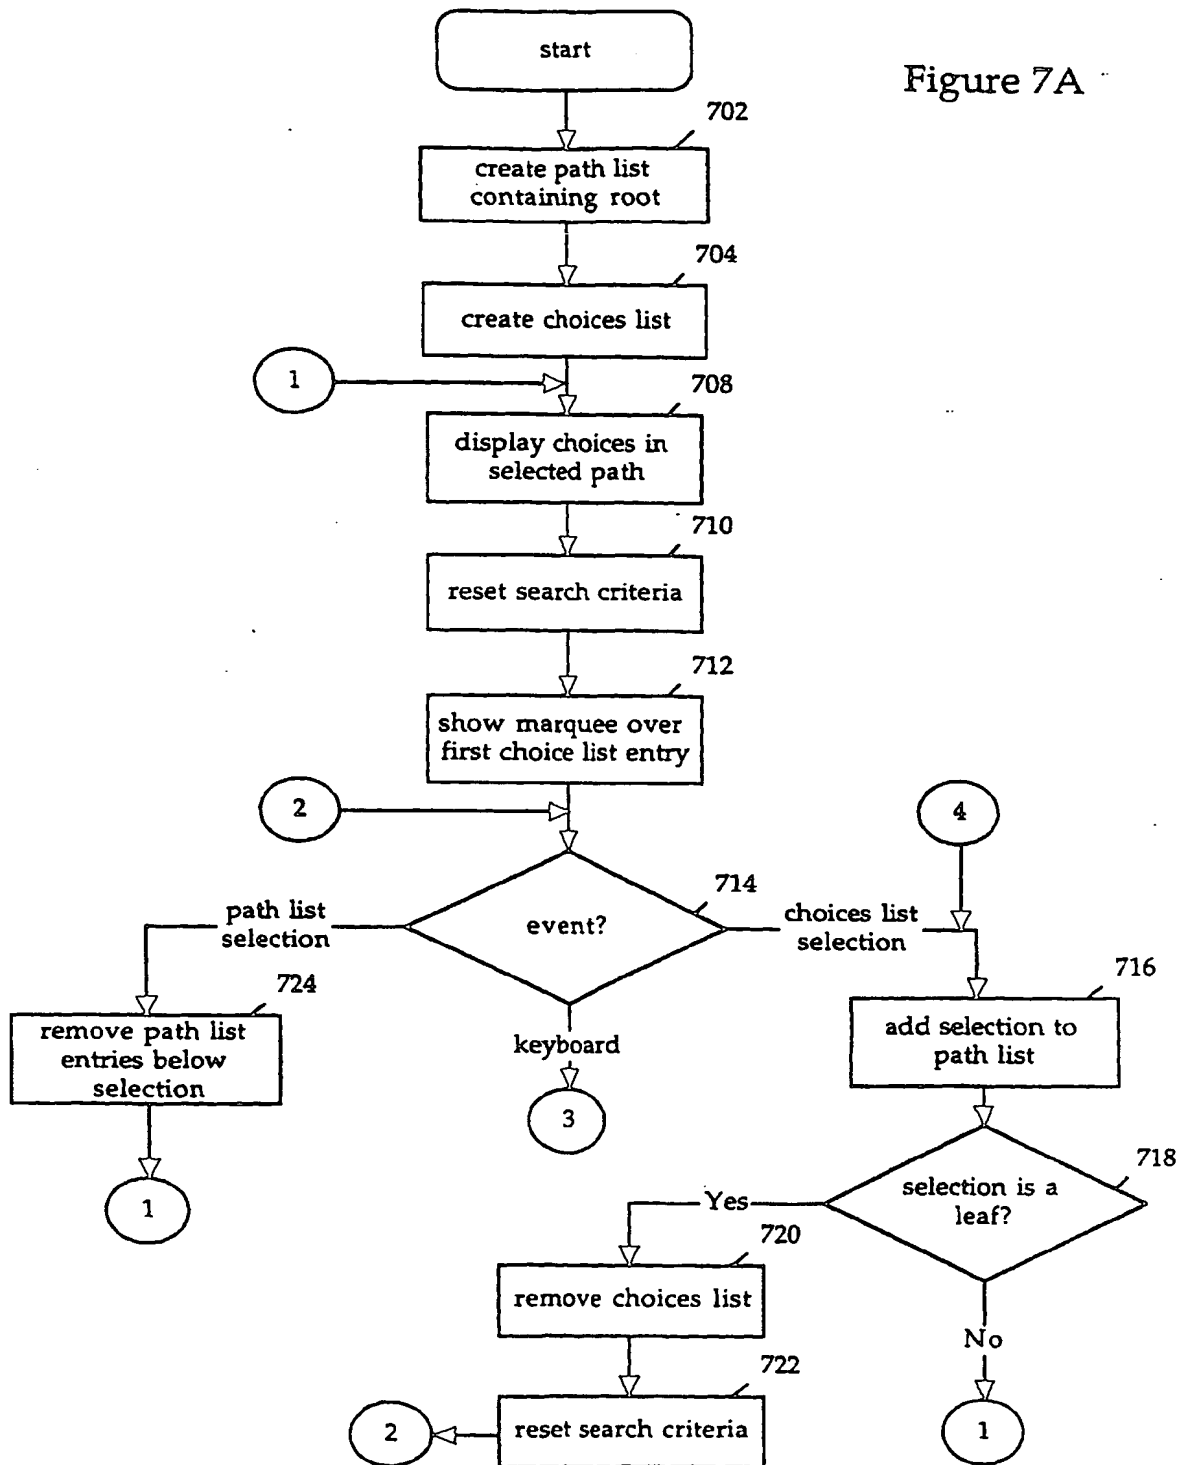 start
Figure 7A
702
create path list
containing root
704
create choices list
1
708
display choices in
selected path
710
reset search criteria
712
show marquee over
first choice list entry
2
4
714
event?
path list
selection
choices list
selection
724
remove path list
entries below
selection
keyboard
716
add selection to
path list
3
1
718
selection is a
leaf?
Yes
720
remove choices list
No
722
reset search criteria
2
1